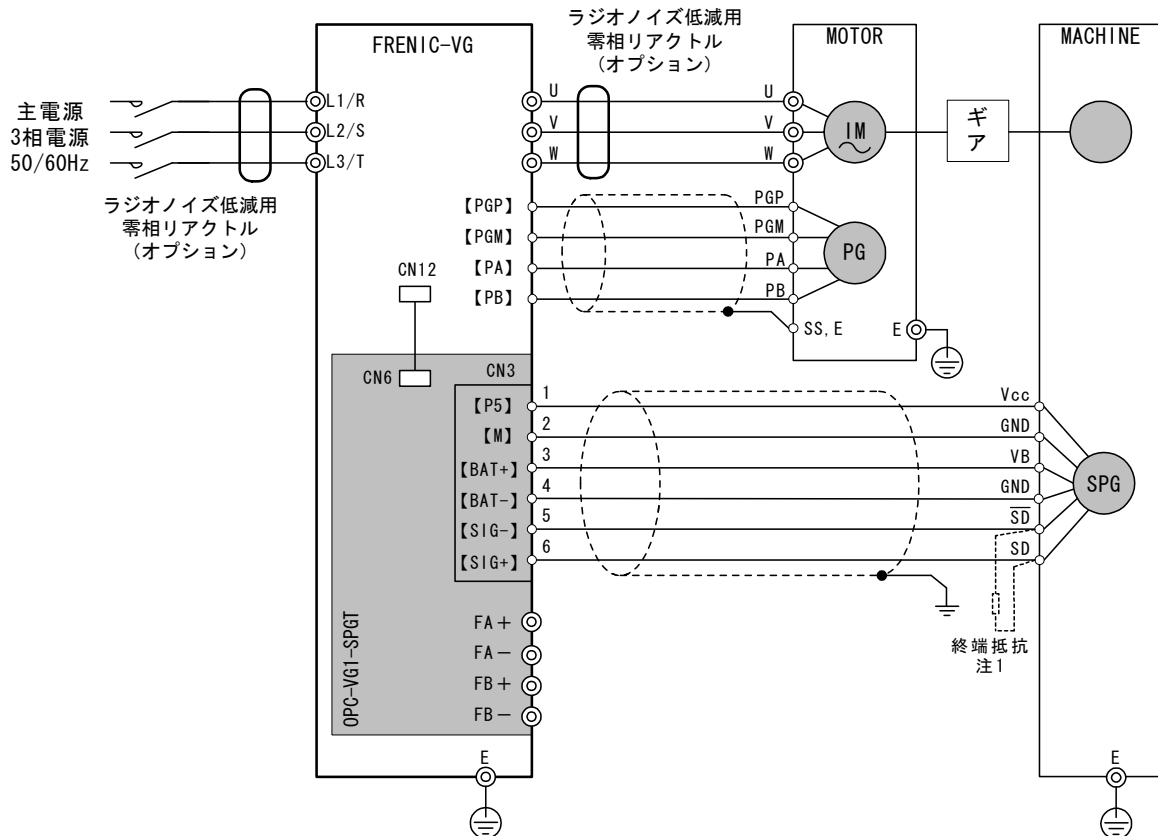 ラジオノイズ低減用
零相リアクトル
（オプション）
FRENIC-VG
MOTOR
MACHINE
主電源
3相電源
50/60Hz
L1/R
L2/S
L3/T
U
V
W
U
V
W
IM
ギア
ラジオノイズ低減用
零相リアクトル
（オプション）
【PGP】
【PGM】
【PA】
【PB】
PGP
PGM
PA
PB
PG
SS,E
E
CN12
CN6
CN3
【P5】
【M】
【BAT+】
【BAT-】
【SIG-】
【SIG+】
1
2
3
4
5
6
Vcc
GND
VB
GND
S̅D̅
SD
SPG
終端抵抗
注1
OPC-VG1-SPGT
FA＋
FA－
FB＋
FB－
E
E